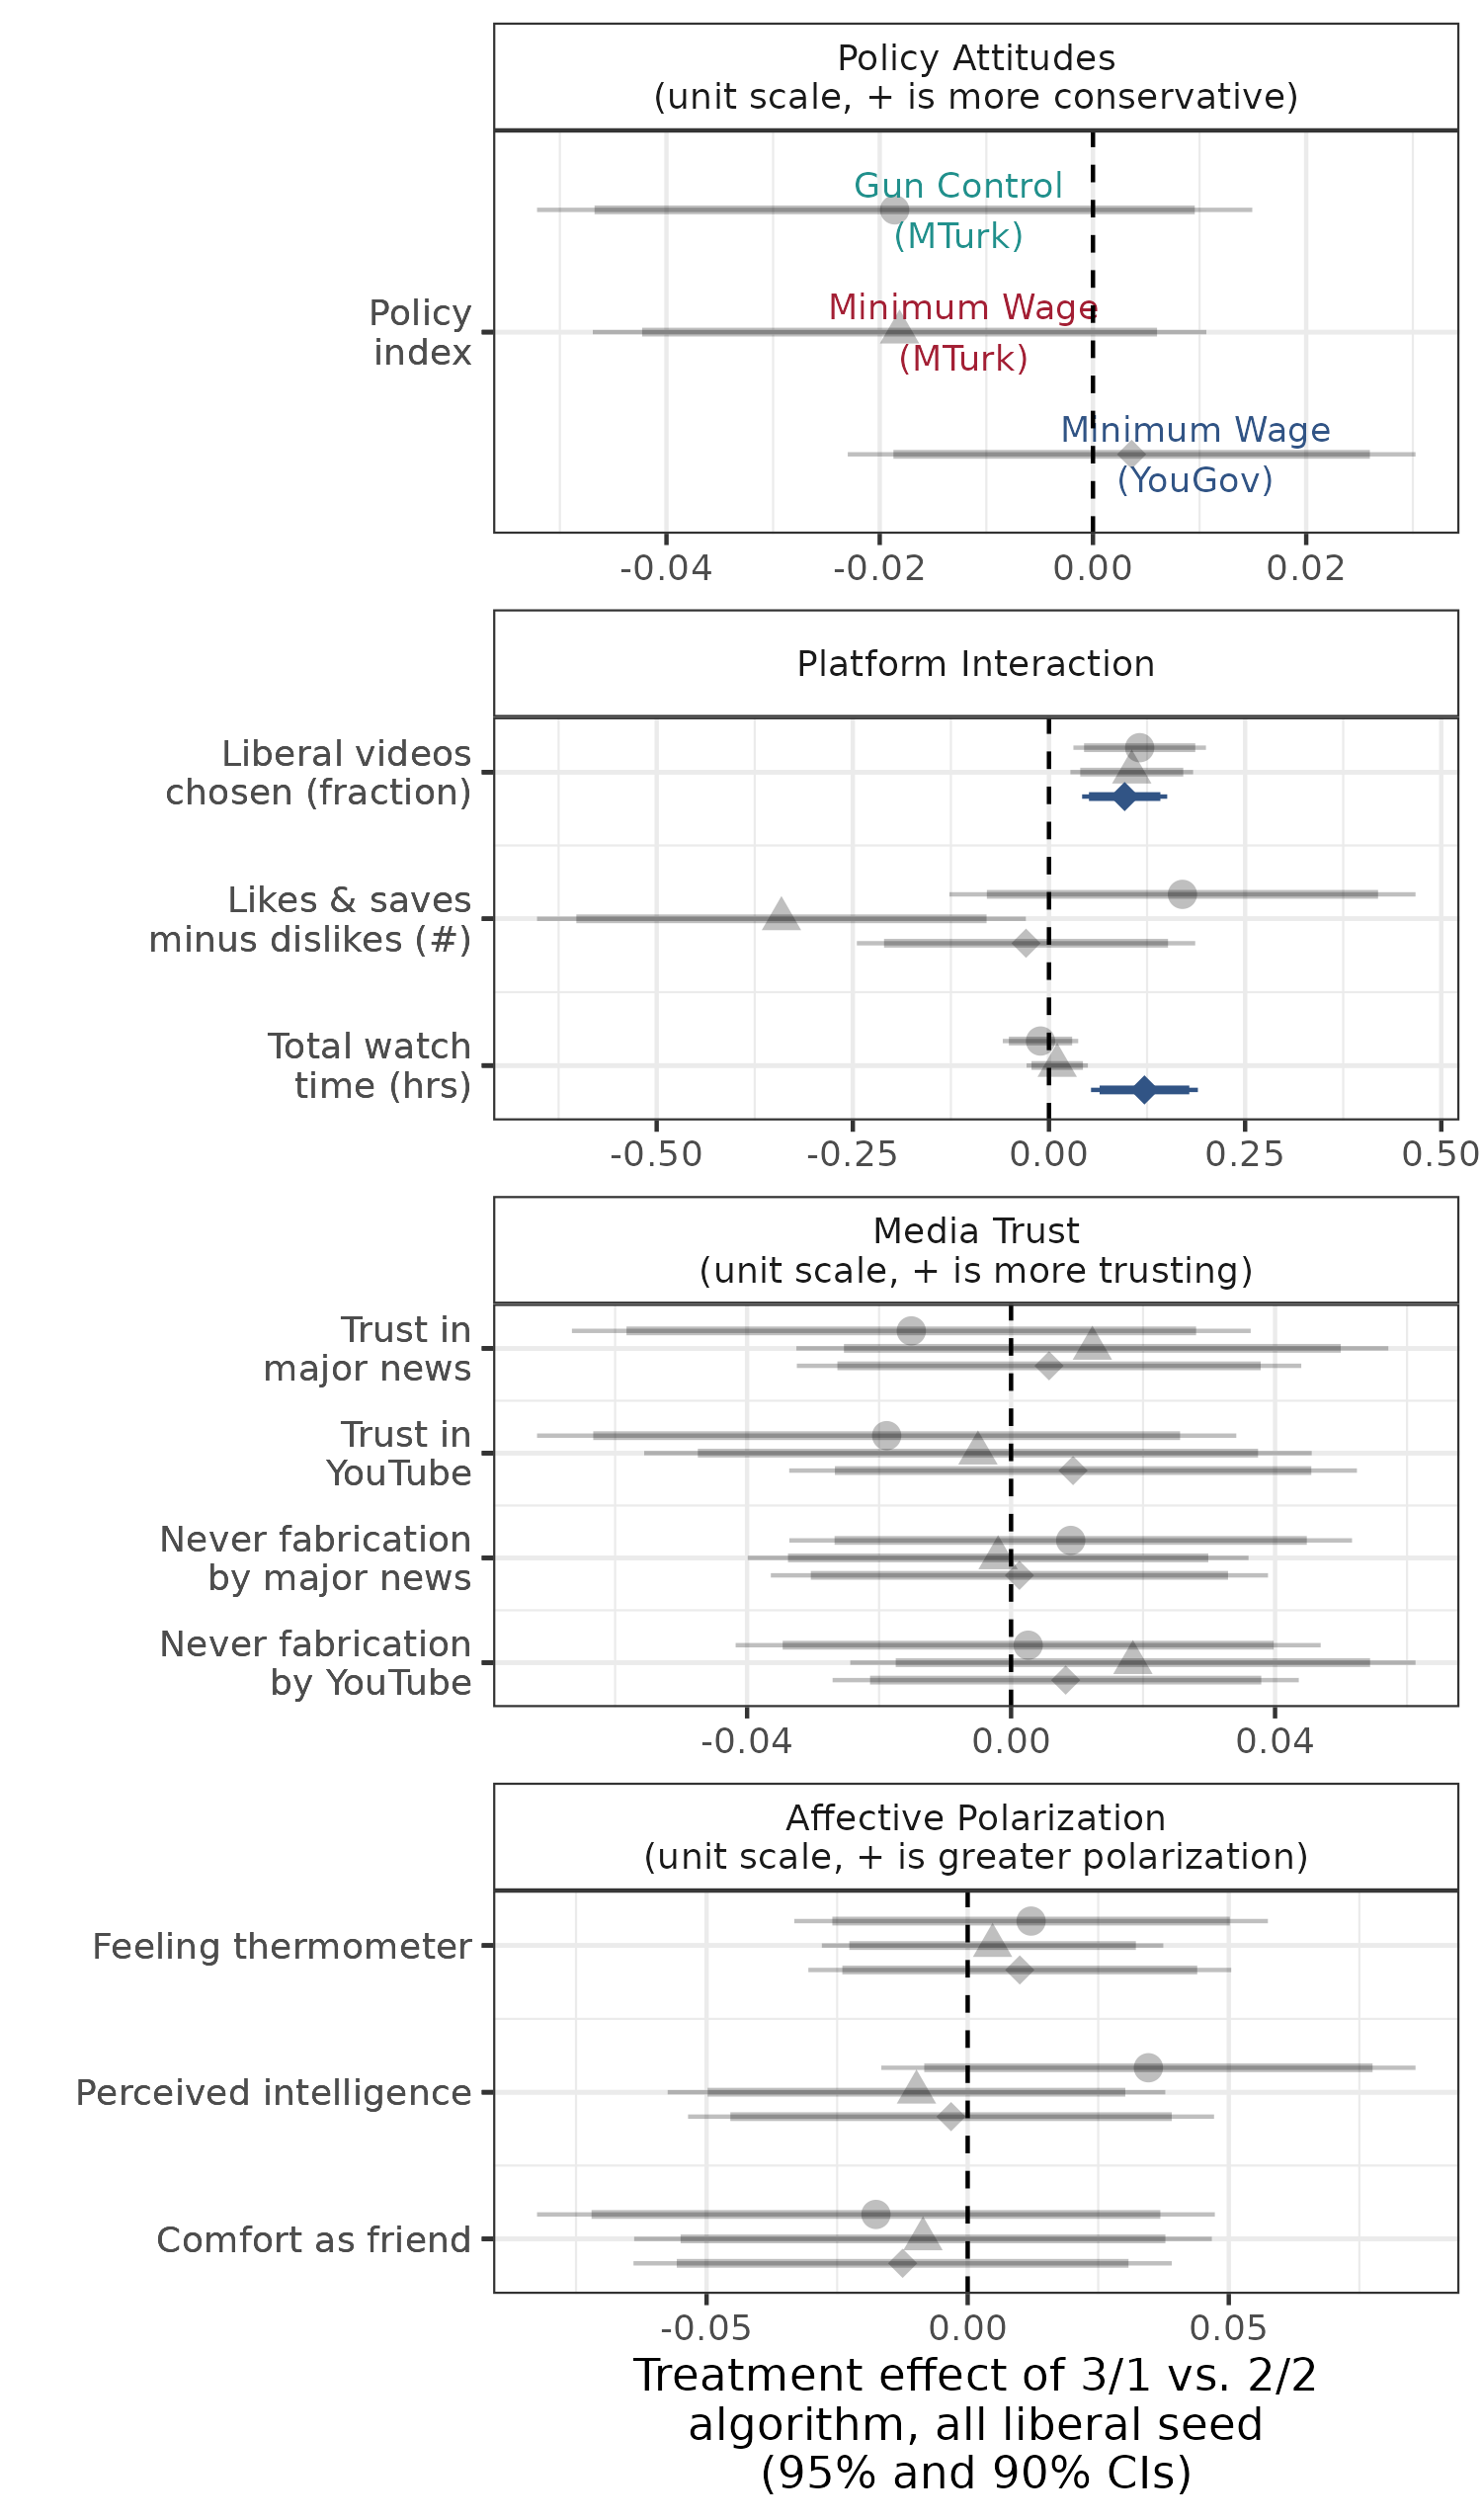 Policy Attitudes
(unit scale, + is more conservative)
Gun Control
(MTurk)
Minimum Wage
(MTurk)
Policy
index
Minimum Wage
(YouGov)
-0.04 -0.02 0.00 0.02
Platform Interaction
Liberal videos
chosen (fraction)
Likes & saves
minus dislikes (#)
Total watch
time (hrs)
-0.50 -0.25 0.00 0.25 0.50
Media Trust
(unit scale, + is more trusting)
Trust in
major news
Trust in
YouTube
Never fabrication
by major news
Never fabrication
by YouTube
-0.04 0.00 0.04
Affective Polarization
(unit scale, + is greater polarization)
Feeling thermometer
Perceived intelligence
Comfort as friend
-0.05 0.00 0.05
Treatment effect of 3/1 vs. 2/2
algorithm, all liberal seed
(95% and 90% CIs)